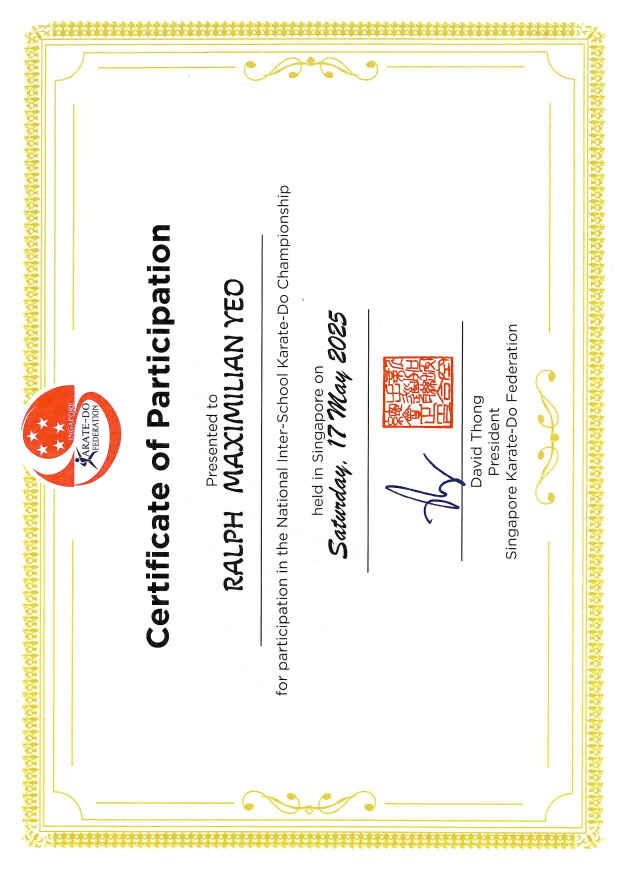 SINGAPORE
KARATE-DO
FEDERATION
Certificate of Participation
Presented to
RALPH MAXIMILIAN YEO
for participation in the National Inter-School Karate-Do Championship
held in Singapore on
Saturday, 17 May 2025
David Thong
President
Singapore Karate-Do Federation